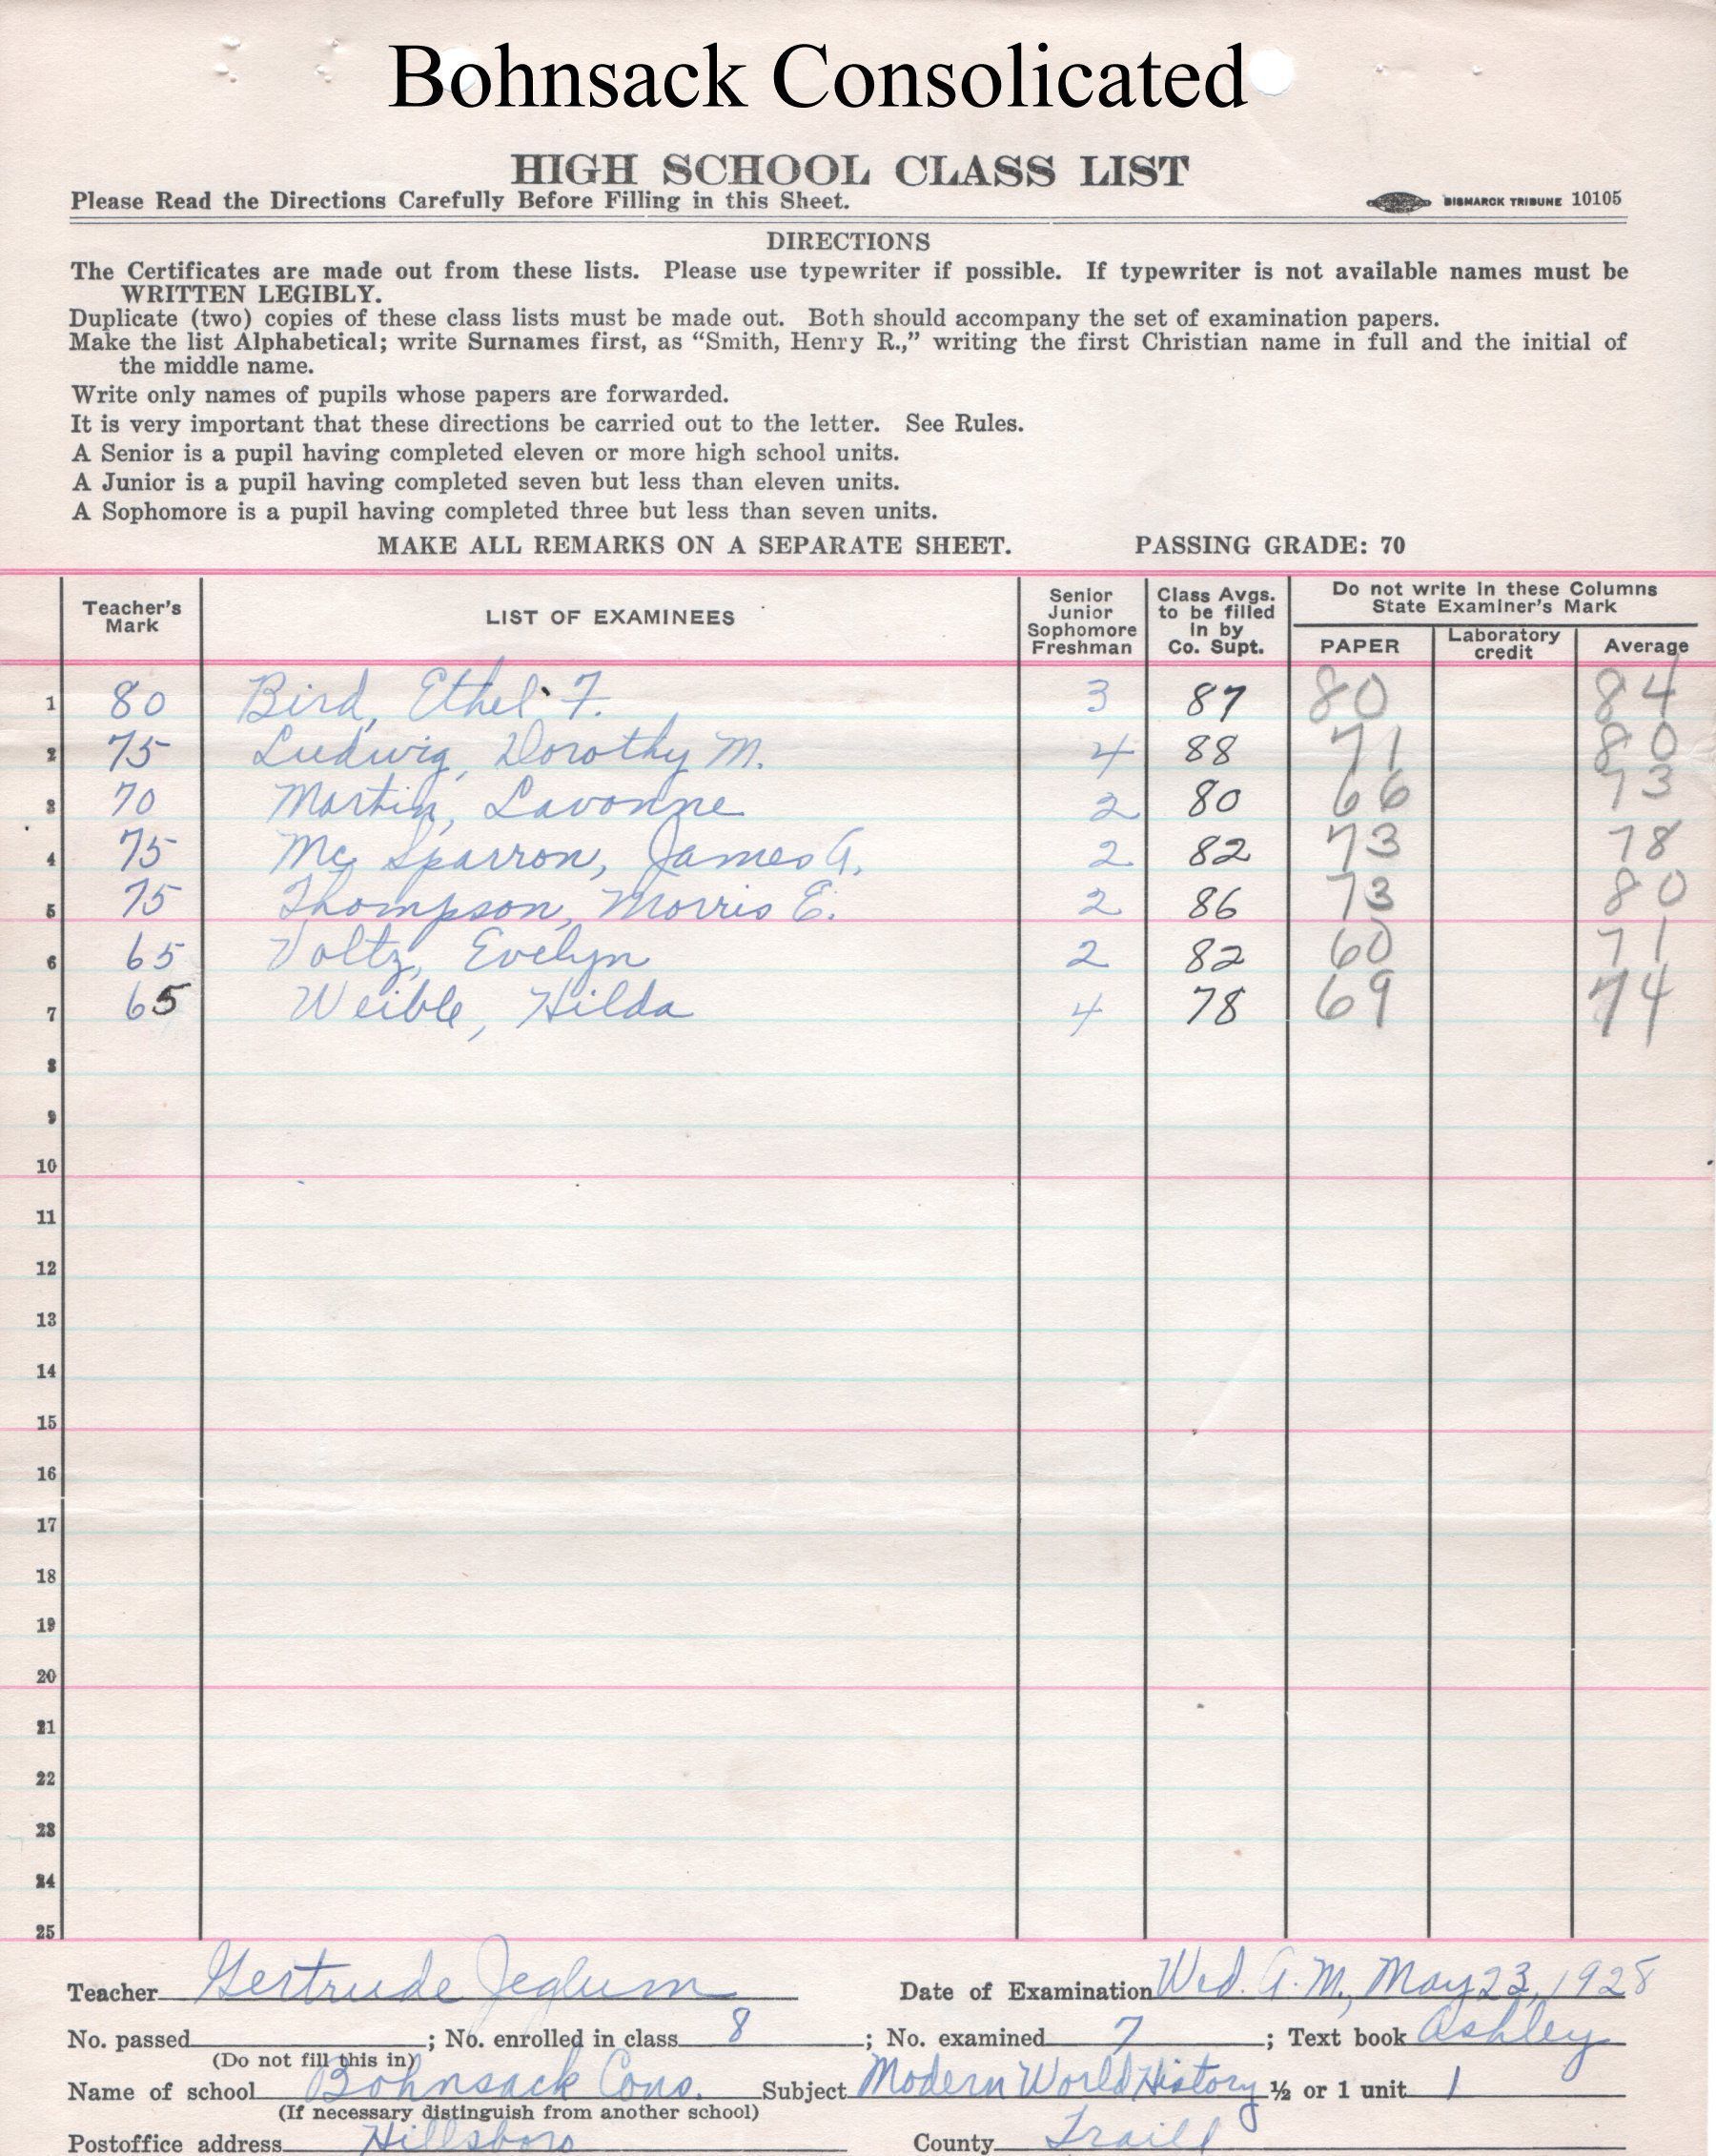 Bohnsack Consolicated
HIGH SCHOOL CLASS LIST
Please Read the Directions Carefully Before Filling in this Sheet. BISMARCK TRIBUNE 10105
DIRECTIONS
The Certificates are made out from these lists. Please use typewriter if possible. If typewriter is not available names must be
WRITTEN LEGIBLY.
Duplicate (two) copies of these class lists must be made out. Both should accompany the set of examination papers.
Make the list Alphabetical; write Surnames first, as “Smith, Henry R.,” writing the first Christian name in full and the initial of
the middle name.
Write only names of pupils whose papers are forwarded.
It is very important that these directions be carried out to the letter. See Rules.
A Senior is a pupil having completed eleven or more high school units.
A Junior is a pupil having completed seven but less than eleven units.
A Sophomore is a pupil having completed three but less than seven units.
MAKE ALL REMARKS ON A SEPARATE SHEET. PASSING GRADE: 70
Teacher's Mark LIST OF EXAMINEES Senior Junior Sophomore Freshman Class Avgs. to be filled in by Co. Supt. Do not write in these Columns State Examiner's Mark PAPER Laboratory credit Average
1 80 Bird, Ethel F. 3 87 80 84
2 75 Ludwig, Dorothy M. 4 88 71 80
3 70 Martin, Lavonne 2 80 66 73
4 75 Mc Sparron, James A. 2 82 73 78
5 75 Thompson, Morris E. 2 86 73 80
6 65 Voltz, Evelyn 2 82 60 71
7 65 Weible, Hilda 4 78 69 74
8
9
10
11
12
13
14
15
16
17
18
19
20
21
22
23
24
25
Teacher Gertrude Jeglum Date of Examination Wed. A.M., May 23, 1928
No. passed ; No. enrolled in class 8 ; No. examined 7 ; Text book Ashley
(Do not fill this in)
Name of school Bohnsack Cons. Subject Modern World History ½ or 1 unit 1
(If necessary distinguish from another school)
Postoffice address Hillsboro County Traill